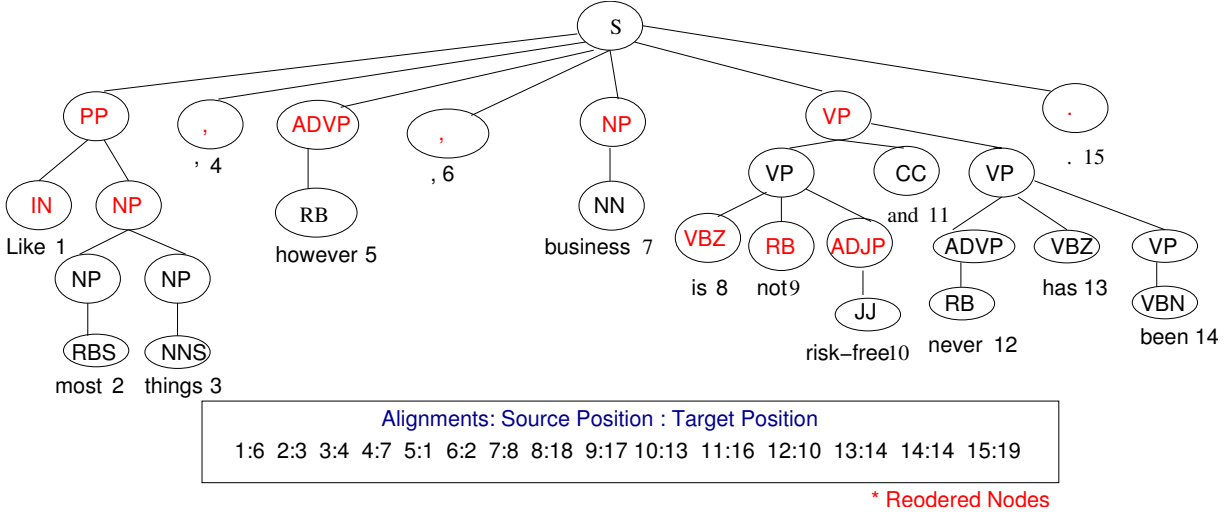 S
PP , ADVP , NP VP .
, 4 , 6 . 15
IN NP RB NN VP CC VP
Like 1 however 5 business 7 and 11
NP NP VBZ RB ADJP ADVP VBZ VP
is 8 not9 has 13
RBS NNS JJ RB VBN
most 2 things 3 risk-free10 never 12 been 14
Alignments: Source Position : Target Position
1:6 2:3 3:4 4:7 5:1 6:2 7:8 8:18 9:17 10:13 11:16 12:10 13:14 14:14 15:19
* Reodered Nodes